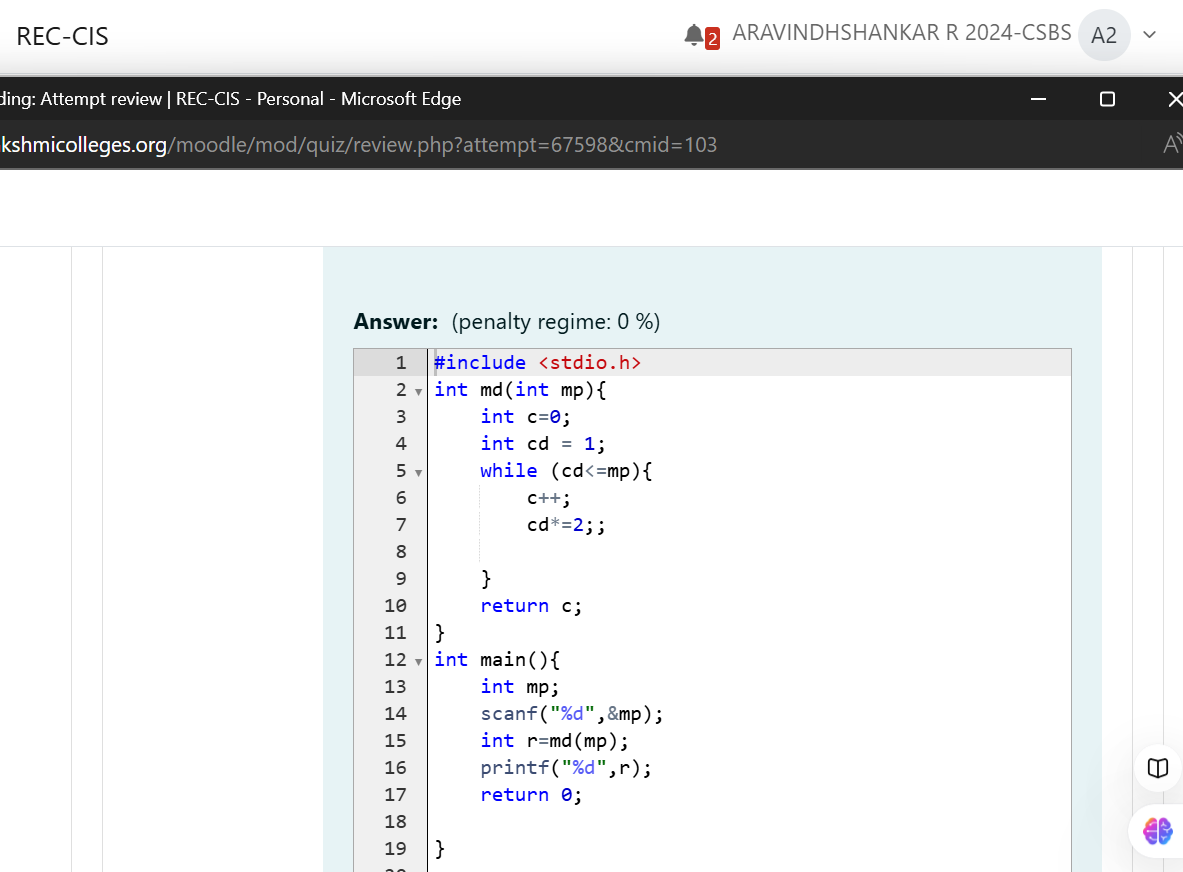 REC-CIS
2 ARAVINDHSHANKAR R 2024-CSBS A2
ding: Attempt review | REC-CIS - Personal - Microsoft Edge
kshmicolleges.org/moodle/mod/quiz/review.php?attempt=67598&cmid=103
Answer: (penalty regime: 0 %)
1 #include <stdio.h>
2 int md(int mp){
3 int c=0;
4 int cd = 1;
5 while (cd<=mp){
6 c++;
7 cd*=2;;
8
9 }
10 return c;
11 }
12 int main(){
13 int mp;
14 scanf("%d",&mp);
15 int r=md(mp);
16 printf("%d",r);
17 return 0;
18
19 }